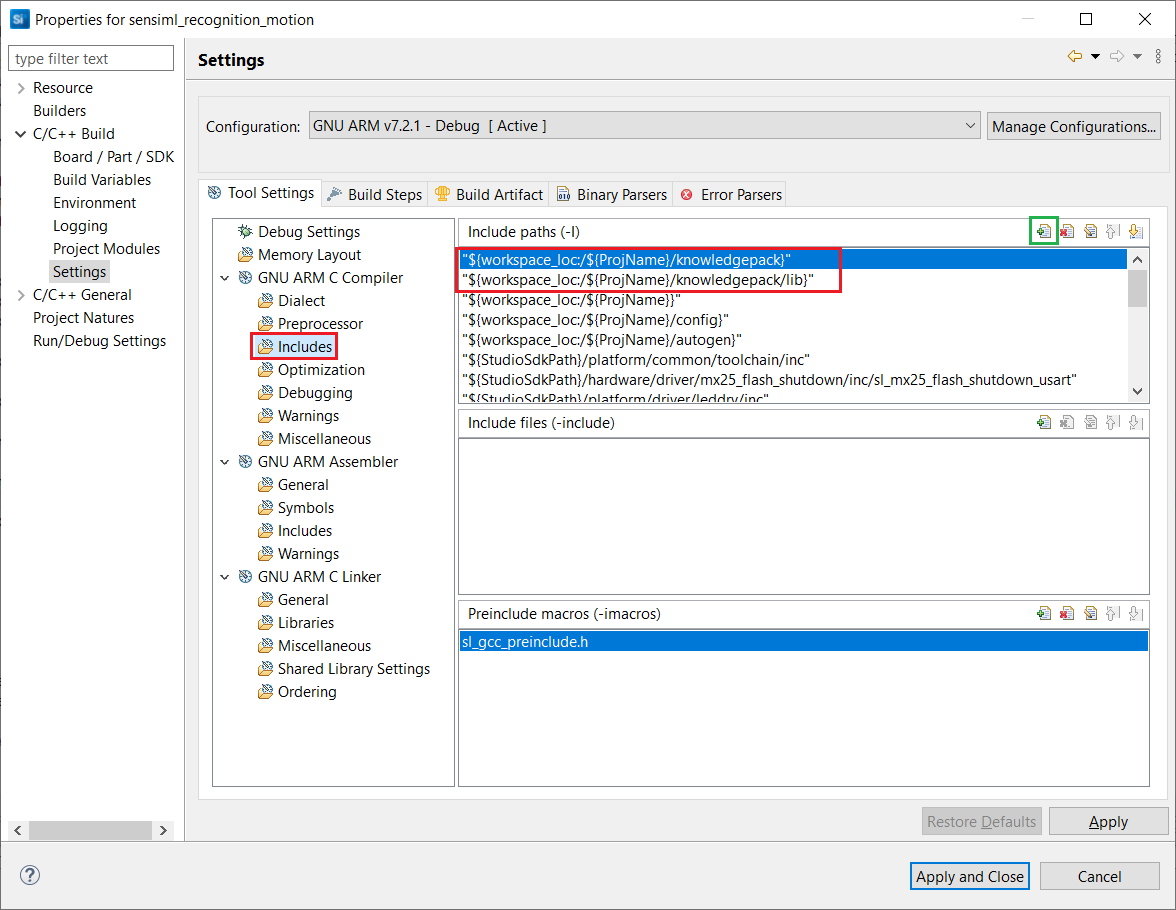 Si Properties for sensiml_recognition_motion
type filter text
Resource
Builders
C/C++ Build
Board / Part / SDK
Build Variables
Environment
Logging
Project Modules
Settings
C/C++ General
Project Natures
Run/Debug Settings
Settings
Configuration: GNU ARM v7.2.1 - Debug [ Active ] Manage Configurations...
Tool Settings Build Steps Build Artifact Binary Parsers Error Parsers
Debug Settings
Memory Layout
GNU ARM C Compiler
Dialect
Preprocessor
Includes
Optimization
Debugging
Warnings
Miscellaneous
GNU ARM Assembler
General
Symbols
Includes
Warnings
GNU ARM C Linker
General
Libraries
Miscellaneous
Shared Library Settings
Ordering
Include paths (-I)
"${workspace_loc:/${ProjName}/knowledgepack}"
"${workspace_loc:/${ProjName}/knowledgepack/lib}"
"${workspace_loc:/${ProjName}}"
"${workspace_loc:/${ProjName}/config}"
"${workspace_loc:/${ProjName}/autogen}"
"${StudioSdkPath}/platform/common/toolchain/inc"
"${StudioSdkPath}/hardware/driver/mx25_flash_shutdown/inc/sl_mx25_flash_shutdown_usart"
"${StudioSdkPath}/platform/driver/leddrv/inc"
Include files (-include)
Preinclude macros (-imacros)
sl_gcc_preinclude.h
Restore Defaults Apply
? Apply and Close Cancel